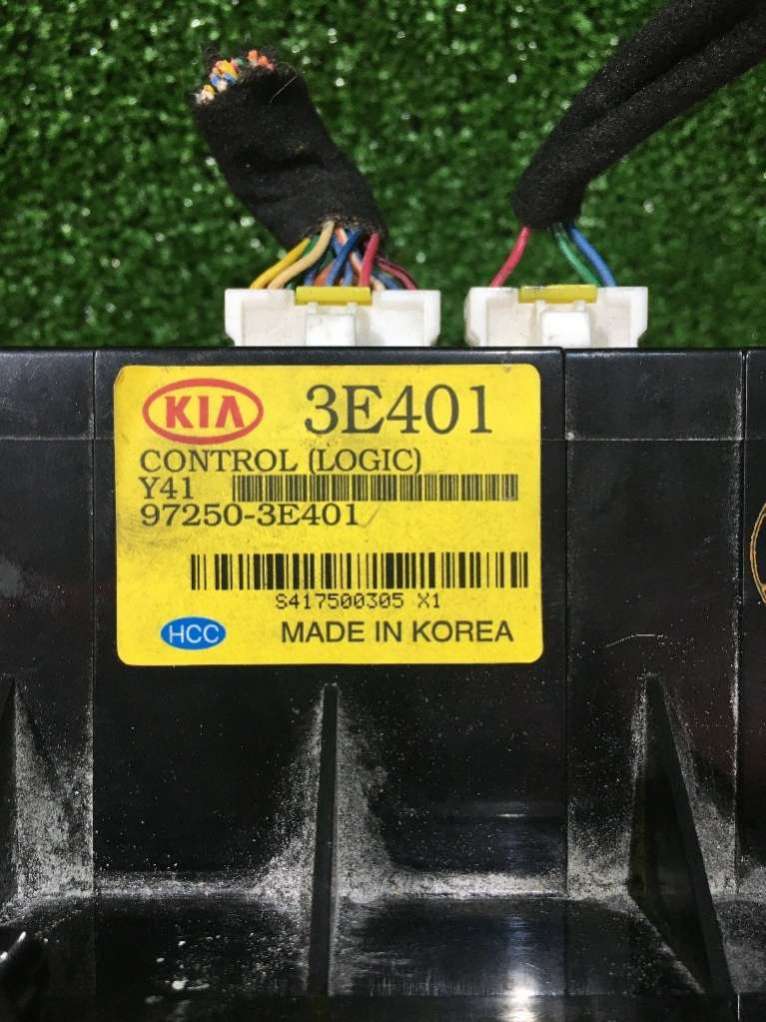 KIA 3E401
CONTROL (LOGIC)
Y41
97250-3E401
S417500305 X1
HCC MADE IN KOREA